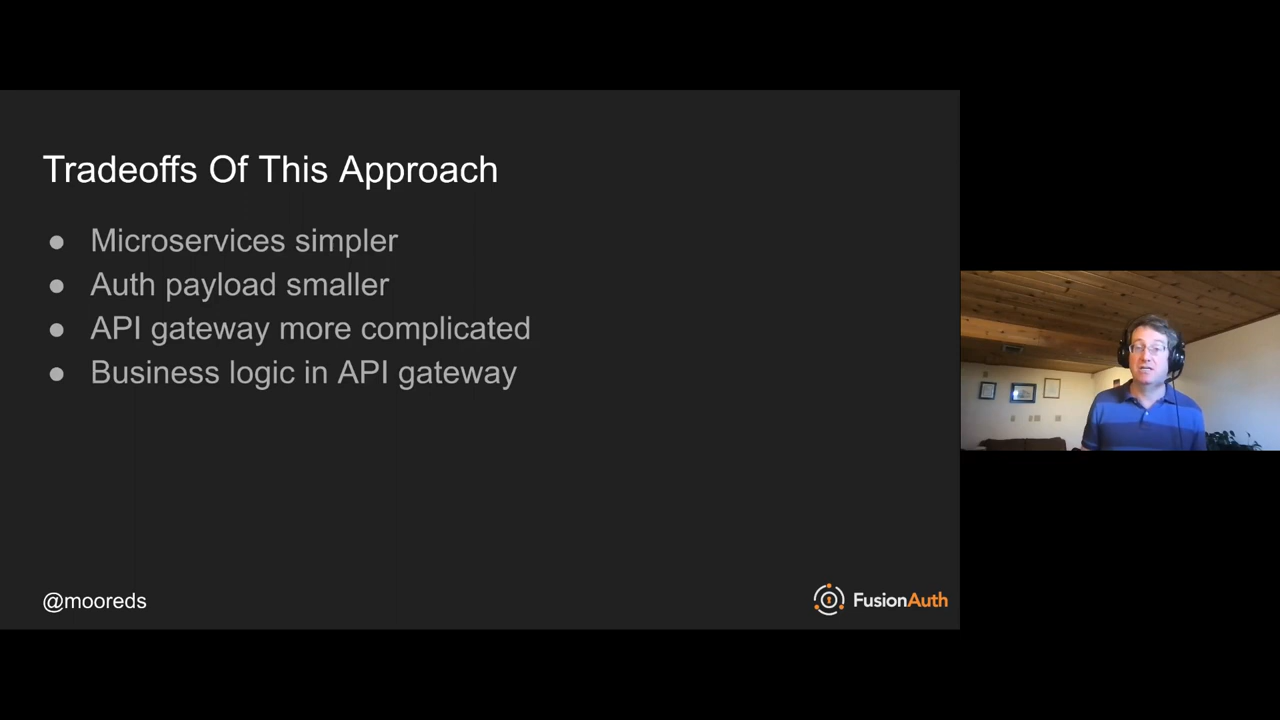 Tradeoffs Of This Approach
● Microservices simpler
● Auth payload smaller
● API gateway more complicated
● Business logic in API gateway
@mooreds
FusionAuth